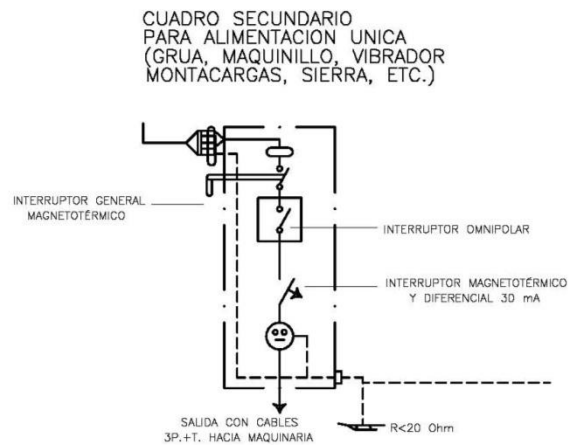 CUADRO SECUNDARIO
PARA ALIMENTACION UNICA
(GRUA, MAQUINILLO, VIBRADOR
MONTACARGAS, SIERRA, ETC.)
INTERRUPTOR GENERAL
MAGNETOTÉRMICO
INTERRUPTOR OMNIPOLAR
INTERRUPTOR MAGNETOTÉRMICO
Y DIFERENCIAL 30 mA
SALIDA CON CABLES
3P.+T. HACIA MAQUINARIA
R<20 Ohm